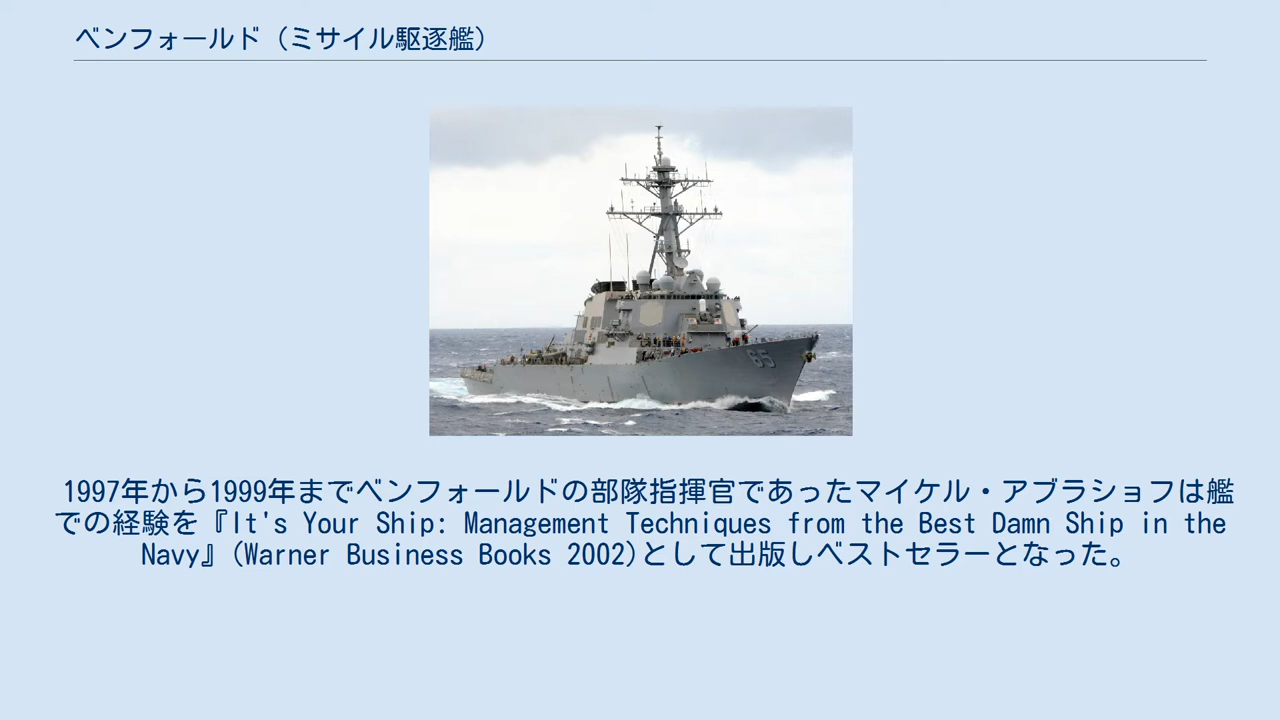 ベンフォールド (ミサイル駆逐艦)
65
1997年から1999年までベンフォールドの部隊指揮官であったマイケル・アブラショフは艦
での経験を『It's Your Ship: Management Techniques from the Best Damn Ship in the
Navy』(Warner Business Books 2002)として出版しベストセラーとなった。